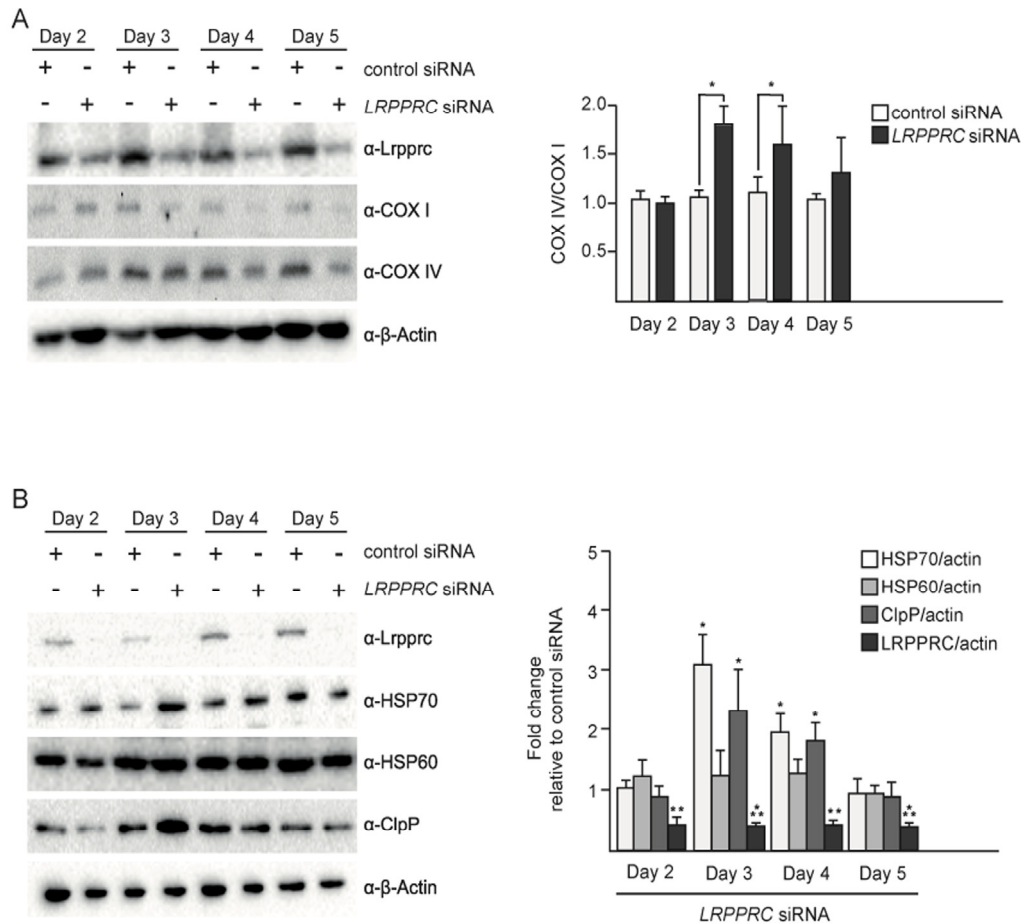 A
Day 2 Day 3 Day 4 Day 5
+ - + - + - + - control siRNA
- + - + - + - + LRPPRC siRNA
α-Lrpprc
α-COX I
α-COX IV
α-β-Actin
COX IV/COX I
2.0
1.5
1.0
0.5
* *
control siRNA
LRPPRC siRNA
Day 2 Day 3 Day 4 Day 5
B
Day 2 Day 3 Day 4 Day 5
+ - + - + - + - control siRNA
- + - + - + - + LRPPRC siRNA
α-Lrpprc
α-HSP70
α-HSP60
α-ClpP
α-β-Actin
Fold change
relative to control siRNA
5
4
3
2
1
HSP70/actin
HSP60/actin
ClpP/actin
LRPPRC/actin
** * * *** * * ** ***
Day 2 Day 3 Day 4 Day 5
LRPPRC siRNA